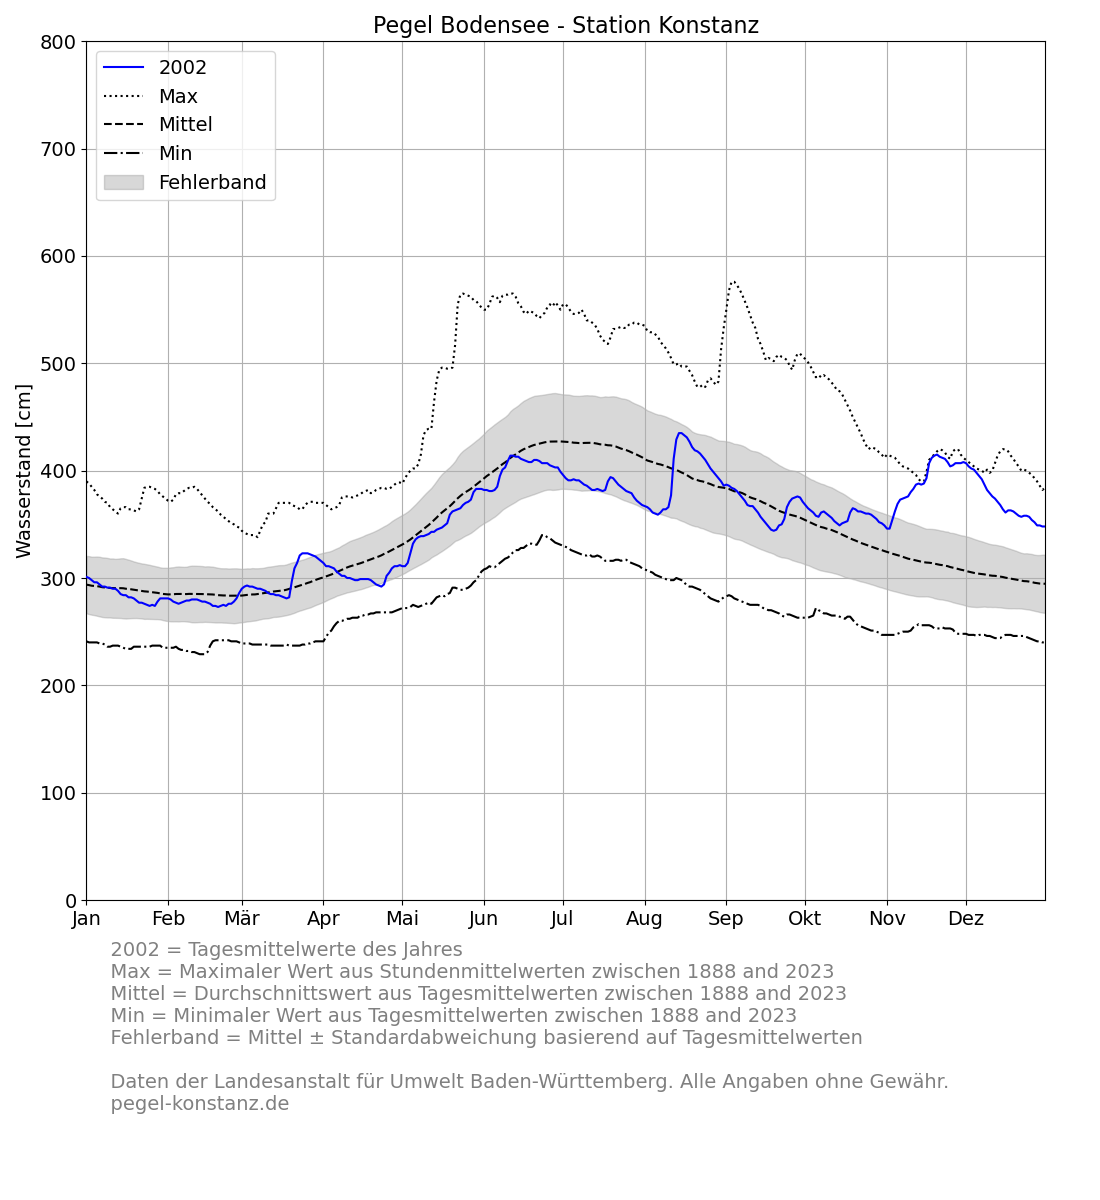 Pegel Bodensee - Station Konstanz
800
700
600
500
400
300
200
100
0
Wasserstand [cm]
2002
Max
Mittel
Min
Fehlerband
Jan Feb Mär Apr Mai Jun Jul Aug Sep Okt Nov Dez
2002 = Tagesmittelwerte des Jahres
Max = Maximaler Wert aus Stundenmittelwerten zwischen 1888 and 2023
Mittel = Durchschnittswert aus Tagesmittelwerten zwischen 1888 and 2023
Min = Minimaler Wert aus Tagesmittelwerten zwischen 1888 and 2023
Fehlerband = Mittel ± Standardabweichung basierend auf Tagesmittelwerten
Daten der Landesanstalt für Umwelt Baden-Württemberg. Alle Angaben ohne Gewähr.
pegel-konstanz.de